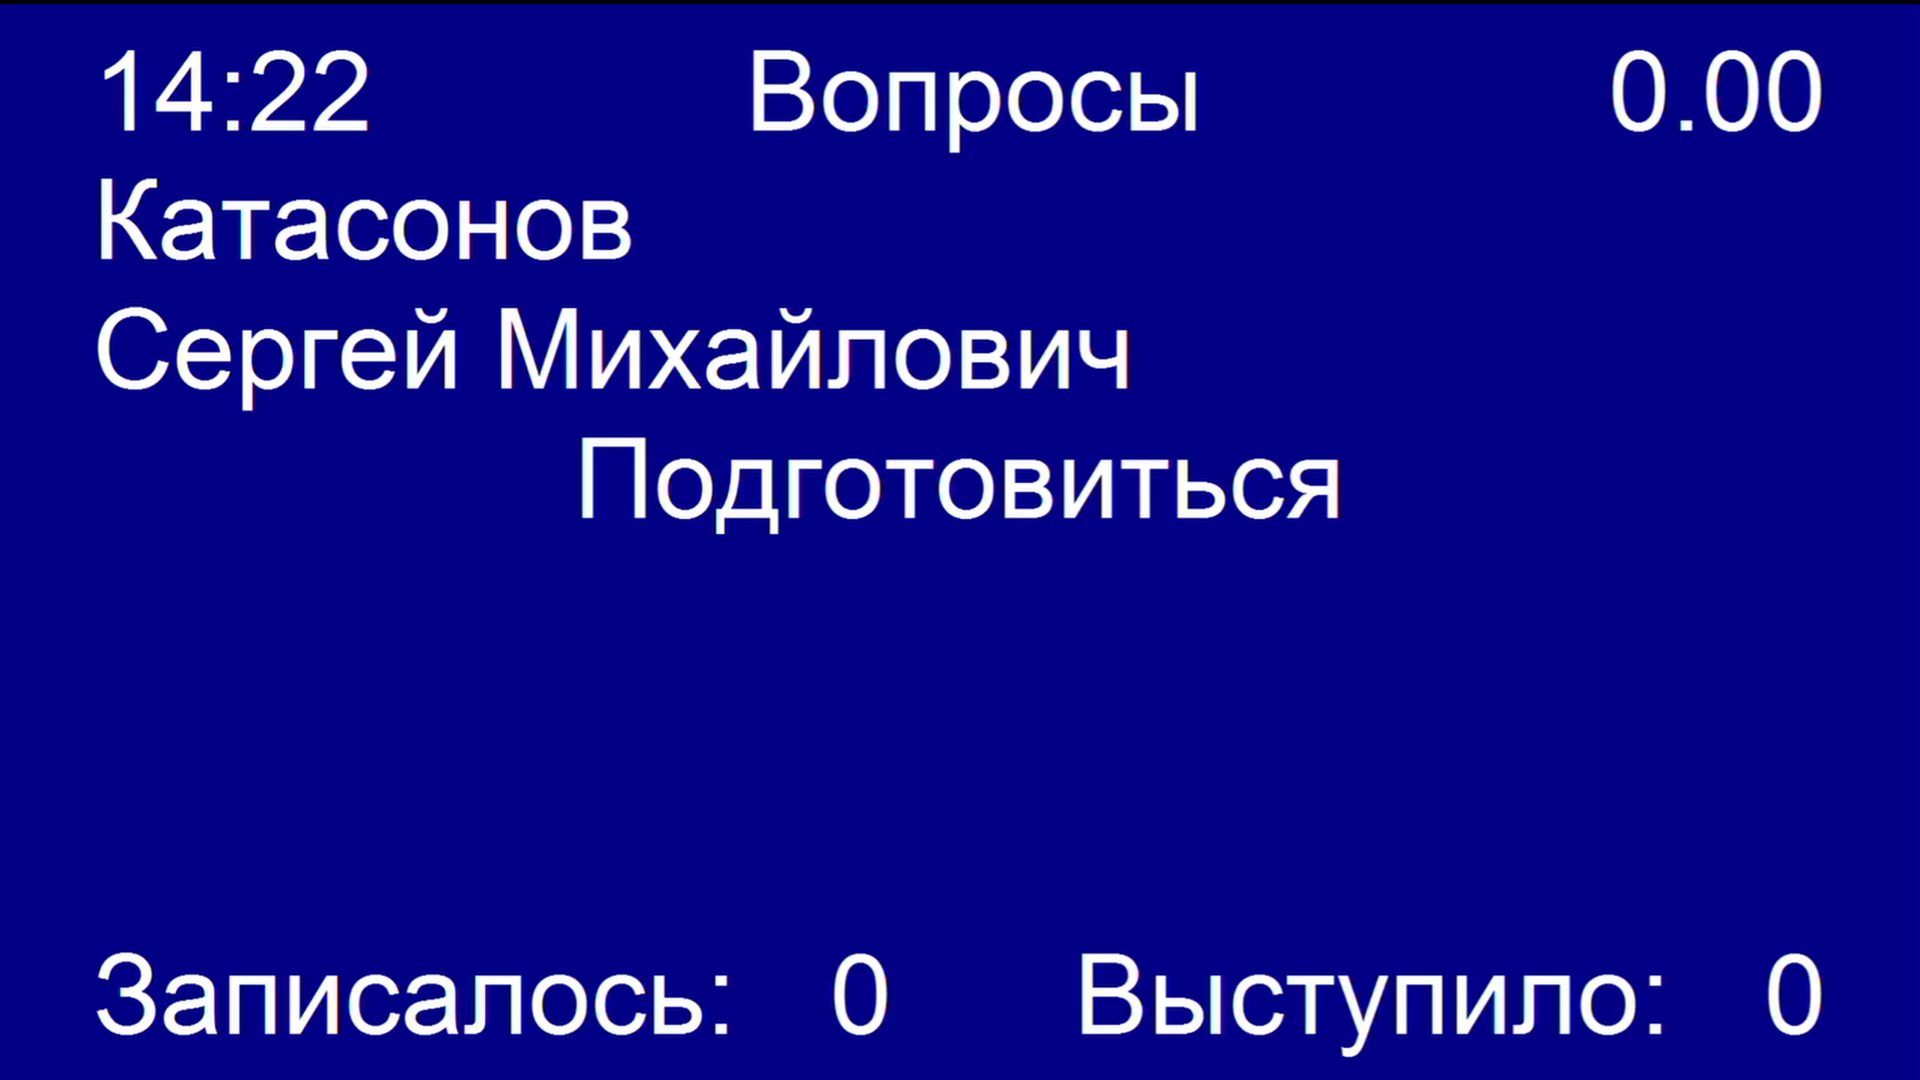 14:22 Вопросы 0.00
Катасонов
Сергей Михайлович
Подготовиться
Записалось: 0 Выступило: 0